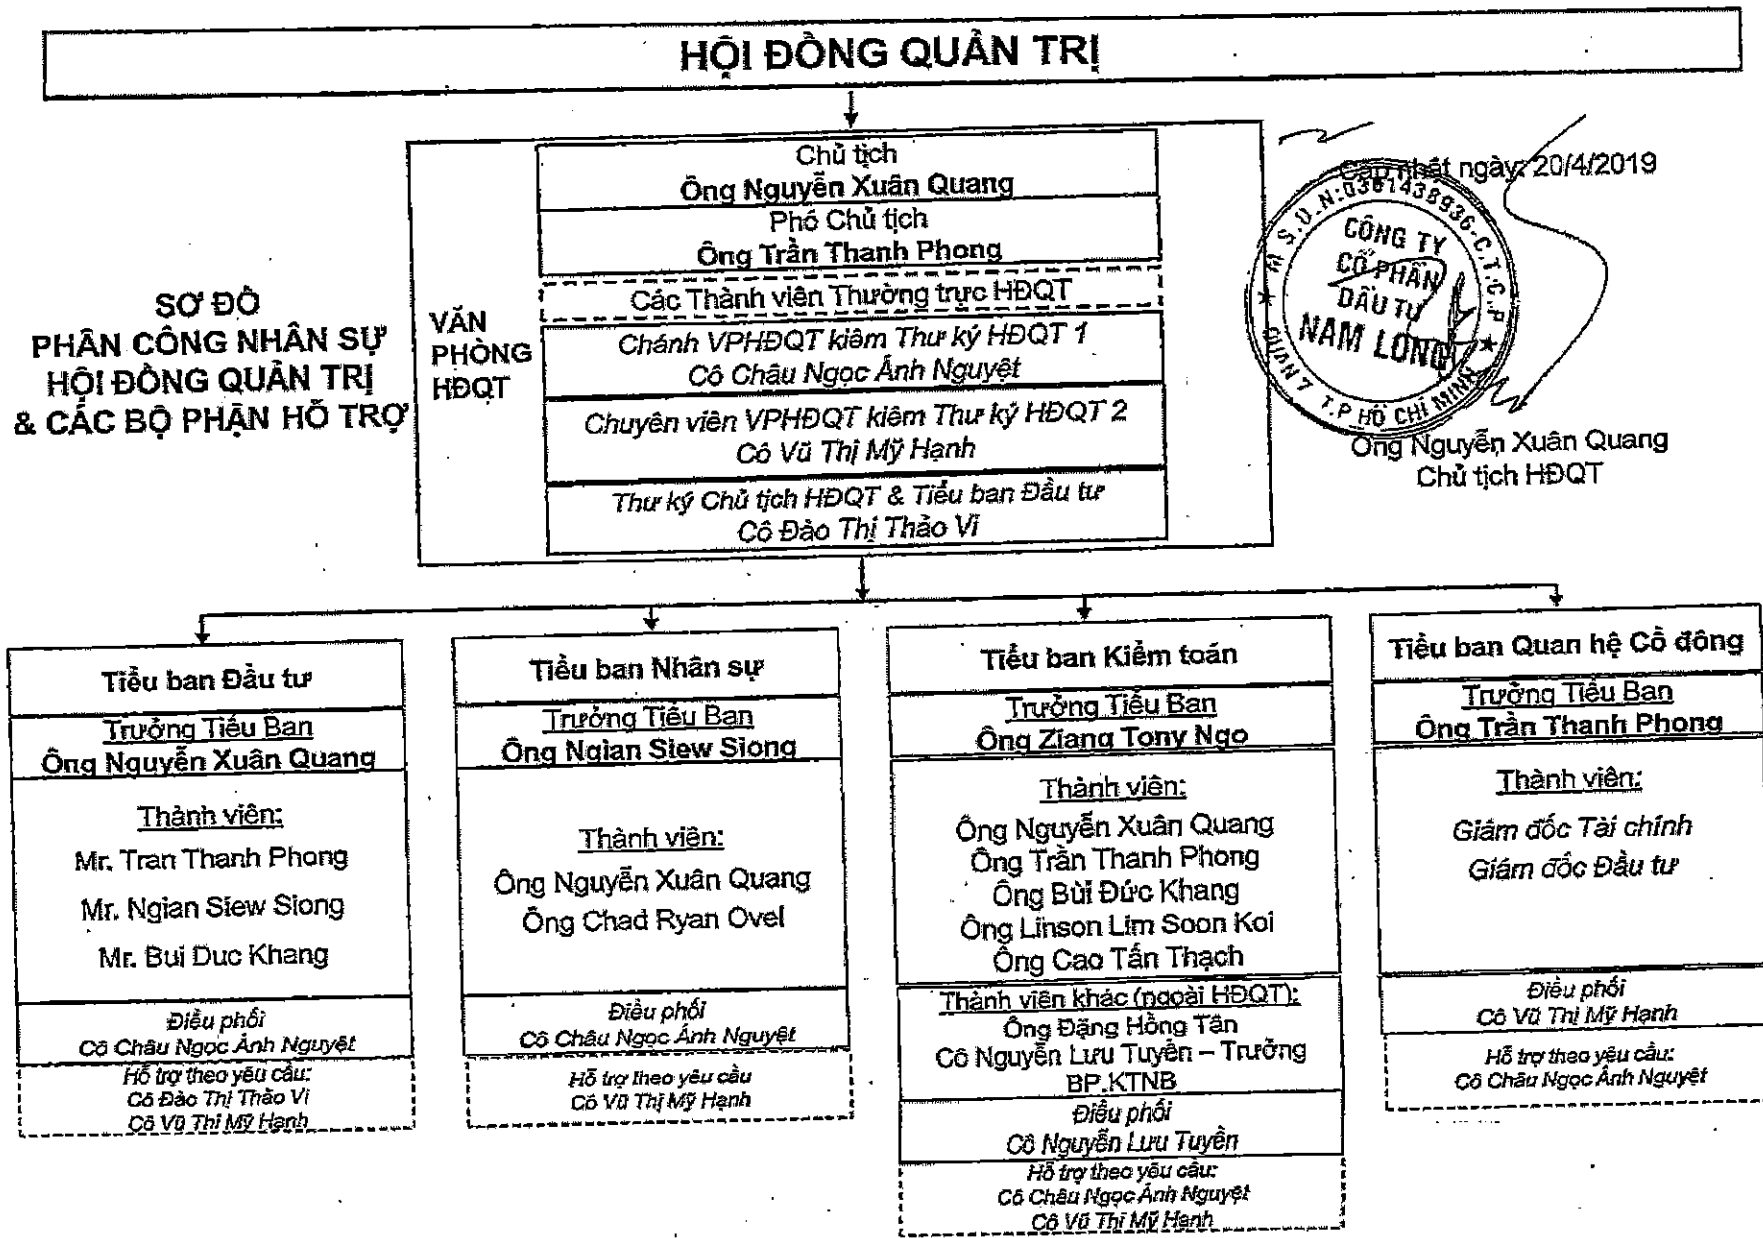 HỘI ĐỒNG QUẢN TRỊ
SƠ ĐỒ
PHÂN CÔNG NHÂN SỰ
HỘI ĐỒNG QUẢN TRỊ
& CÁC BỘ PHẬN HỖ TRỢ
VĂN
PHÒNG
HĐQT
Chủ tịch
Ông Nguyễn Xuân Quang
Phó Chủ tịch
Ông Trần Thanh Phong
Các Thành viên Thường trực HĐQT
Chánh VPHĐQT kiêm Thư ký HĐQT 1
Cô Châu Ngọc Ánh Nguyệt
Chuyên viên VPHĐQT kiêm Thư ký HĐQT 2
Cô Vũ Thị Mỹ Hạnh
Thư ký Chủ tịch HĐQT & Tiểu ban Đầu tư
Cô Đào Thị Thảo Vi
Cập nhật ngày: 20/4/2019
M.S.D.N:0301438936-C.T.C.P
CÔNG TY
CỔ PHẦN
ĐẦU TƯ
NAM LONG
QUẬN 7 T.P HỒ CHÍ MINH
Ông Nguyễn Xuân Quang
Chủ tịch HĐQT
Tiểu ban Đầu tư
Trưởng Tiểu Ban
Ông Nguyễn Xuân Quang
Thành viên:
Mr. Tran Thanh Phong
Mr. Ngian Siew Siong
Mr. Bui Duc Khang
Điều phối
Cô Châu Ngọc Ánh Nguyệt
Hỗ trợ theo yêu cầu:
Cô Đào Thị Thảo Vi
Cô Vũ Thị Mỹ Hạnh
Tiểu ban Nhân sự
Trưởng Tiểu Ban
Ông Ngian Siew Siong
Thành viên:
Ông Nguyễn Xuân Quang
Ông Chad Ryan Ovel
Điều phối
Cô Châu Ngọc Ánh Nguyệt
Hỗ trợ theo yêu cầu
Cô Vũ Thị Mỹ Hạnh
Tiểu ban Kiểm toán
Trưởng Tiểu Ban
Ông Ziang Tony Ngo
Thành viên:
Ông Nguyễn Xuân Quang
Ông Trần Thanh Phong
Ông Bùi Đức Khang
Ông Linson Lim Soon Koi
Ông Cao Tấn Thạch
Thành viên khác (ngoài HĐQT):
Ông Đặng Hồng Tân
Cô Nguyễn Lưu Tuyền – Trưởng
BP.KTNB
Điều phối
Cô Nguyễn Lưu Tuyền
Hỗ trợ theo yêu cầu:
Cô Châu Ngọc Ánh Nguyệt
Cô Vũ Thị Mỹ Hạnh
Tiểu ban Quan hệ Cổ đông
Trưởng Tiểu Ban
Ông Trần Thanh Phong
Thành viên:
Giám đốc Tài chính
Giám đốc Đầu tư
Điều phối
Cô Vũ Thị Mỹ Hạnh
Hỗ trợ theo yêu cầu:
Cô Châu Ngọc Ánh Nguyệt